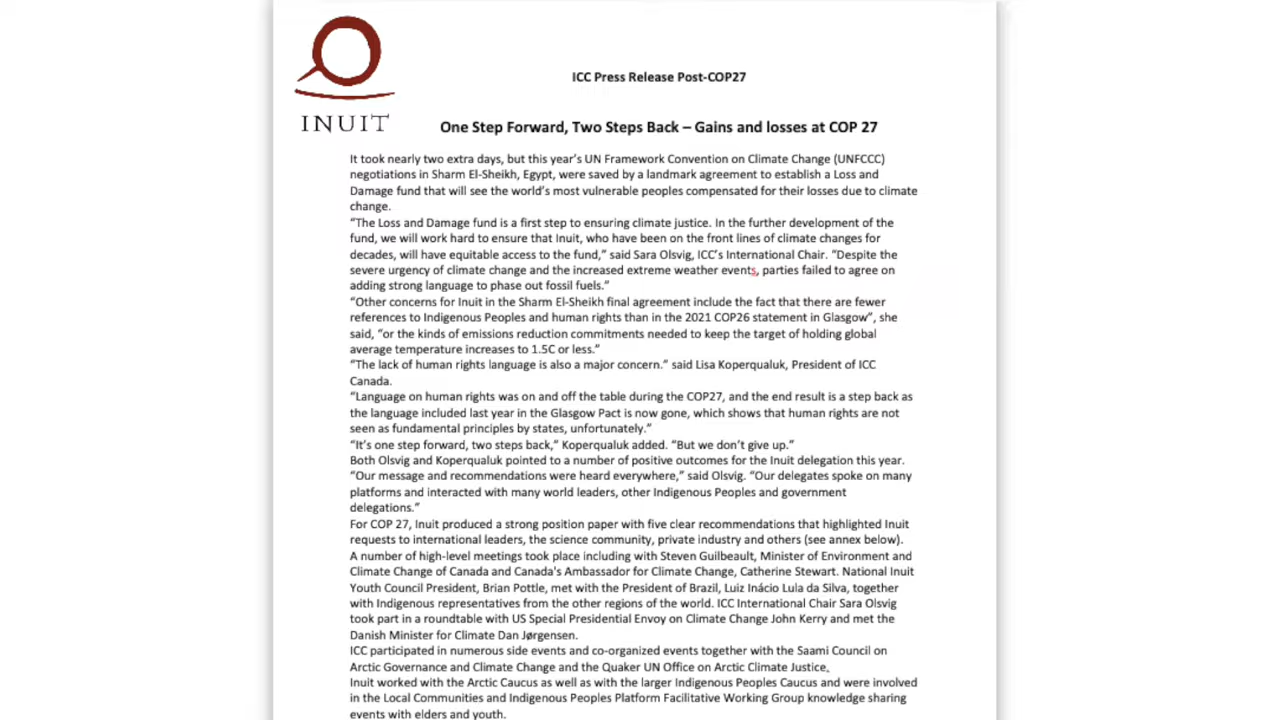 INUIT
ICC Press Release Post-COP27
One Step Forward, Two Steps Back – Gains and losses at COP 27
It took nearly two extra days, but this year's UN Framework Convention on Climate Change (UNFCCC)
negotiations in Sharm El-Sheikh, Egypt, were saved by a landmark agreement to establish a Loss and
Damage fund that will see the world's most vulnerable peoples compensated for their losses due to climate
change.
“The Loss and Damage fund is a first step to ensuring climate justice. In the further development of the
fund, we will work hard to ensure that Inuit, who have been on the front lines of climate changes for
decades, will have equitable access to the fund,” said Sara Olsvig, ICC's International Chair. “Despite the
severe urgency of climate change and the increased extreme weather events, parties failed to agree on
adding strong language to phase out fossil fuels.”
“Other concerns for Inuit in the Sharm El-Sheikh final agreement include the fact that there are fewer
references to Indigenous Peoples and human rights than in the 2021 COP26 statement in Glasgow”, she
said, “or the kinds of emissions reduction commitments needed to keep the target of holding global
average temperature increases to 1.5C or less.”
“The lack of human rights language is also a major concern.” said Lisa Koperqualuk, President of ICC
Canada.
“Language on human rights was on and off the table during the COP27, and the end result is a step back as
the language included last year in the Glasgow Pact is now gone, which shows that human rights are not
seen as fundamental principles by states, unfortunately.”
“It's one step forward, two steps back,” Koperqualuk added. “But we don't give up.”
Both Olsvig and Koperqualuk pointed to a number of positive outcomes for the Inuit delegation this year.
“Our message and recommendations were heard everywhere,” said Olsvig. “Our delegates spoke on many
platforms and interacted with many world leaders, other Indigenous Peoples and government
delegations.”
For COP 27, Inuit produced a strong position paper with five clear recommendations that highlighted Inuit
requests to international leaders, the science community, private industry and others (see annex below).
A number of high-level meetings took place including with Steven Guilbeault, Minister of Environment and
Climate Change of Canada and Canada's Ambassador for Climate Change, Catherine Stewart. National Inuit
Youth Council President, Brian Pottle, met with the President of Brazil, Luiz Inácio Lula da Silva, together
with Indigenous representatives from the other regions of the world. ICC International Chair Sara Olsvig
took part in a roundtable with US Special Presidential Envoy on Climate Change John Kerry and met the
Danish Minister for Climate Dan Jørgensen.
ICC participated in numerous side events and co-organized events together with the Saami Council on
Arctic Governance and Climate Change and the Quaker UN Office on Arctic Climate Justice.
Inuit worked with the Arctic Caucus as well as with the larger Indigenous Peoples Caucus and were involved
in the Local Communities and Indigenous Peoples Platform Facilitative Working Group knowledge sharing
events with elders and youth.